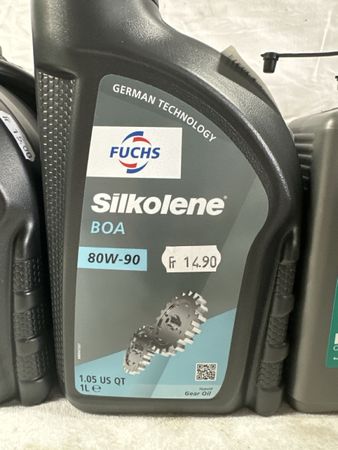 GERMAN TECHNOLOGY
FUCHS
Silkolene®
BOA
80W-90
Fr 14.90
1.05 US QT
1L ℮
Gear Oil